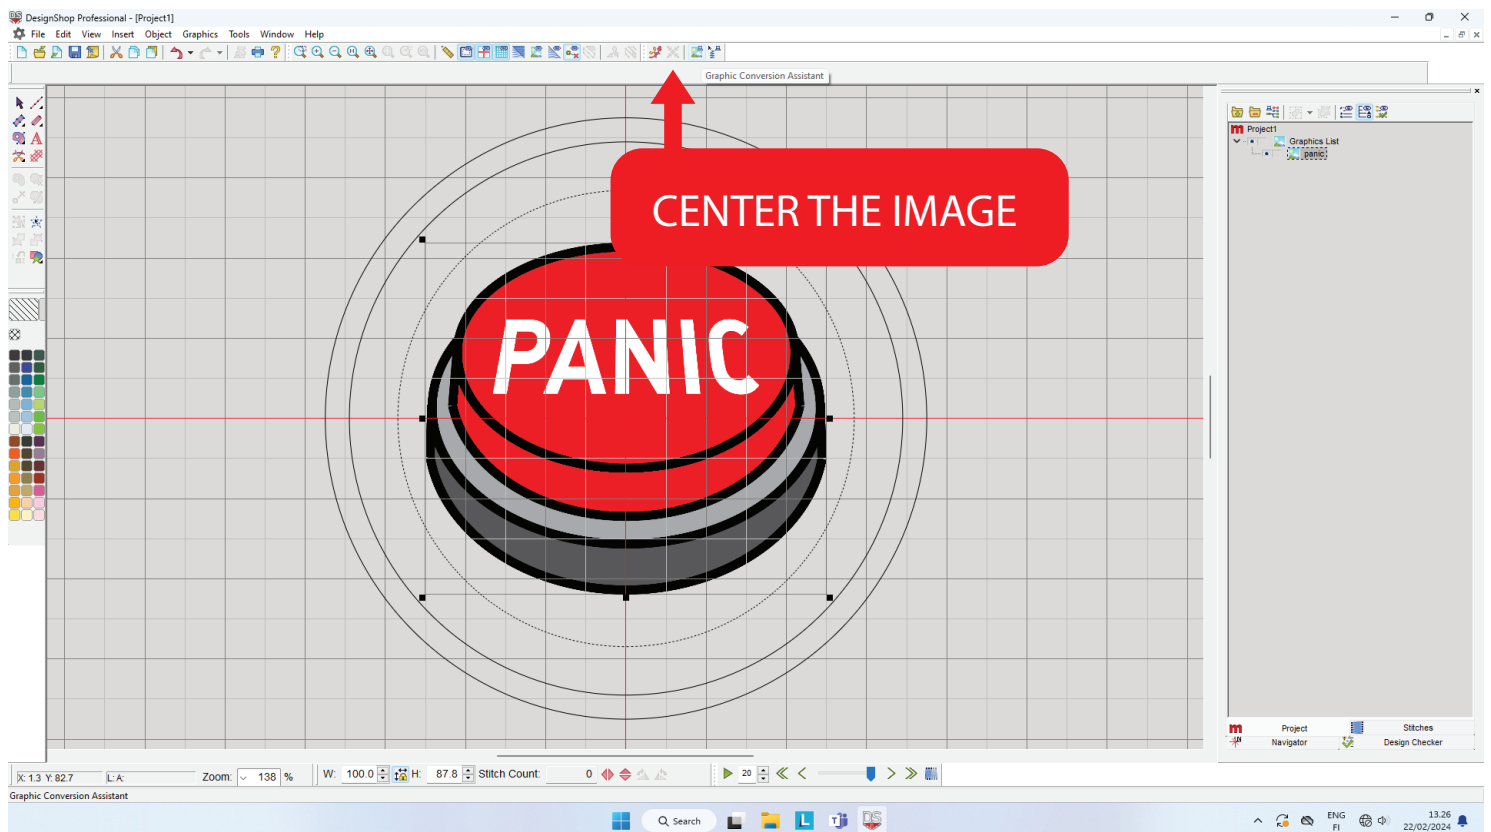 DesignShop Professional - [Project1]
File Edit View Insert Object Graphics Tools Window Help
Graphic Conversion Assistant
CENTER THE IMAGE
PANIC
Project1
Graphics List
panic
Project Stitches
Navigator Design Checker
X: 1.3 Y: 82.7 L: A: Zoom: 138 % W: 100.0 H: 87.8 Stitch Count: 0 20
Graphic Conversion Assistant
Search
ENG
FI
13.26
22/02/2024